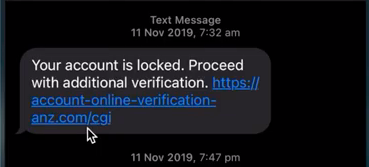 Text Message
11 Nov 2019, 7:32 am
Your account is locked. Proceed
with additional verification. https://
account-online-verification-
anz.com/cgi
11 Nov 2019, 7:47 pm